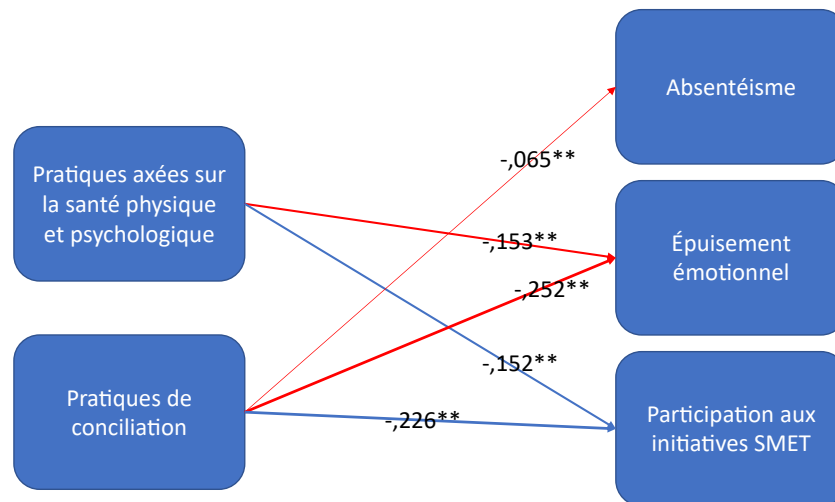 Pratiques axées sur
la santé physique
et psychologique
Pratiques de
conciliation
-,065**
-,153**
-,252**
-,152**
-,226**
Absentéisme
Épuisement
émotionnel
Participation aux
initiatives SMET